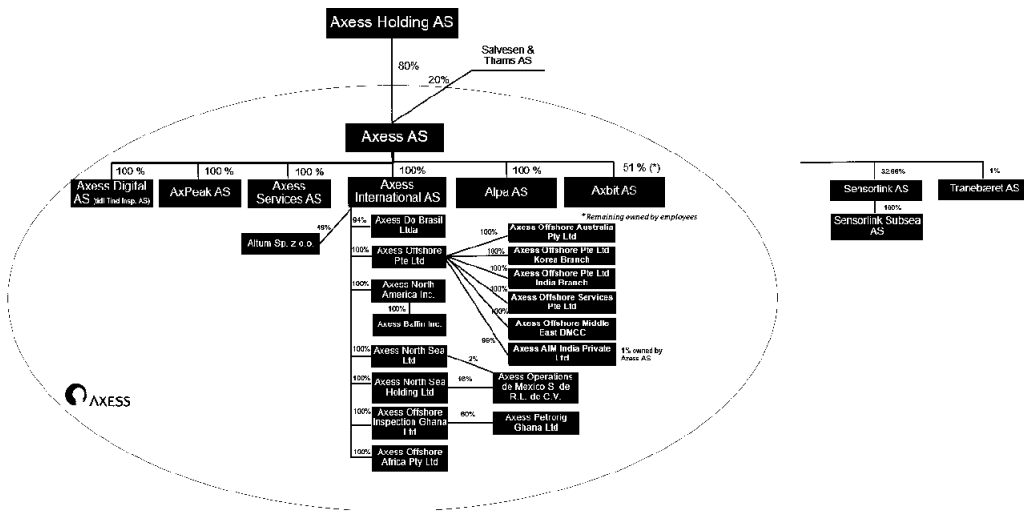 Axess Holding AS
80%
20%
Salvesen &
Thams AS
Axess AS
100 %
100 %
100 %
100%
100 %
51 % (*)
Axess Digital
AS (tidl Tind Insp. AS)
AxPeak AS
Axess
Services AS
Axess
International AS
Alpa AS
Axbit AS
32.86%
1%
Sensorlink AS
Tranebæret AS
100%
Sensorlink Subsea
AS
*Remaining owned by employees
Altum Sp. z o.o.
94%
Axess Do Brasil
Ltda
100%
Axess Offshore
Pte Ltd
100%
Axess Offshore Australia
Pty Ltd
100%
Axess Offshore Pte Ltd
Korea Branch
100%
Axess Offshore Pte Ltd
India Branch
100%
Axess Offshore Services
Pte Ltd
100%
Axess Offshore Middle
East DMCC
99%
Axess AIM India Private
Ltd
1% owned by
Axess AS
100%
Axess North
America Inc.
100%
Axess Baffin Inc.
100%
Axess North Sea
Ltd
2%
100%
Axess North Sea
Holding Ltd
Axess Operations
de Mexico S. de
R.L. de C.V.
100%
Axess Offshore
Inspection Ghana
Ltd
Axess Petrorig
Ghana Ltd
100%
Axess Offshore
Africa Pty Ltd
AXESS